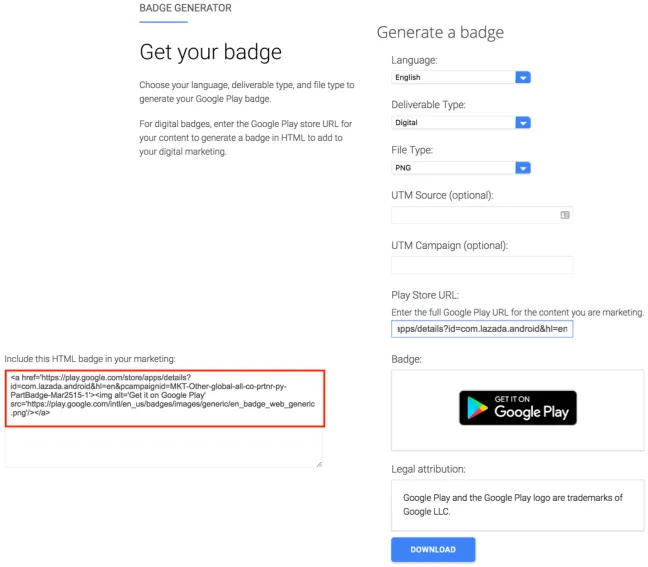 BADGE GENERATOR
Get your badge
Choose your language, deliverable type, and file type to
generate your Google Play badge.
For digital badges, enter the Google Play store URL for
your content to generate a badge in HTML to add to
your digital marketing.
Generate a badge
Language:
English
Deliverable Type:
Digital
File Type:
PNG
UTM Source (optional):
UTM Campaign (optional):
Play Store URL:
Enter the full Google Play URL for the content you are marketing.
apps/details?id=com.lazada.android&hl=en
Include this HTML badge in your marketing:
<a href='https://play.google.com/store/apps/details?
id=com.lazada.android&hl=en&pcampaignid=MKT-Other-global-all-co-prtnr-py-
PartBadge-Mar2515-1'><img alt='Get it on Google Play'
src='https://play.google.com/intl/en_us/badges/images/generic/en_badge_web_generic
.png'/></a>
Badge:
GET IT ON
Google Play
Legal attribution:
Google Play and the Google Play logo are trademarks of
Google LLC.
DOWNLOAD